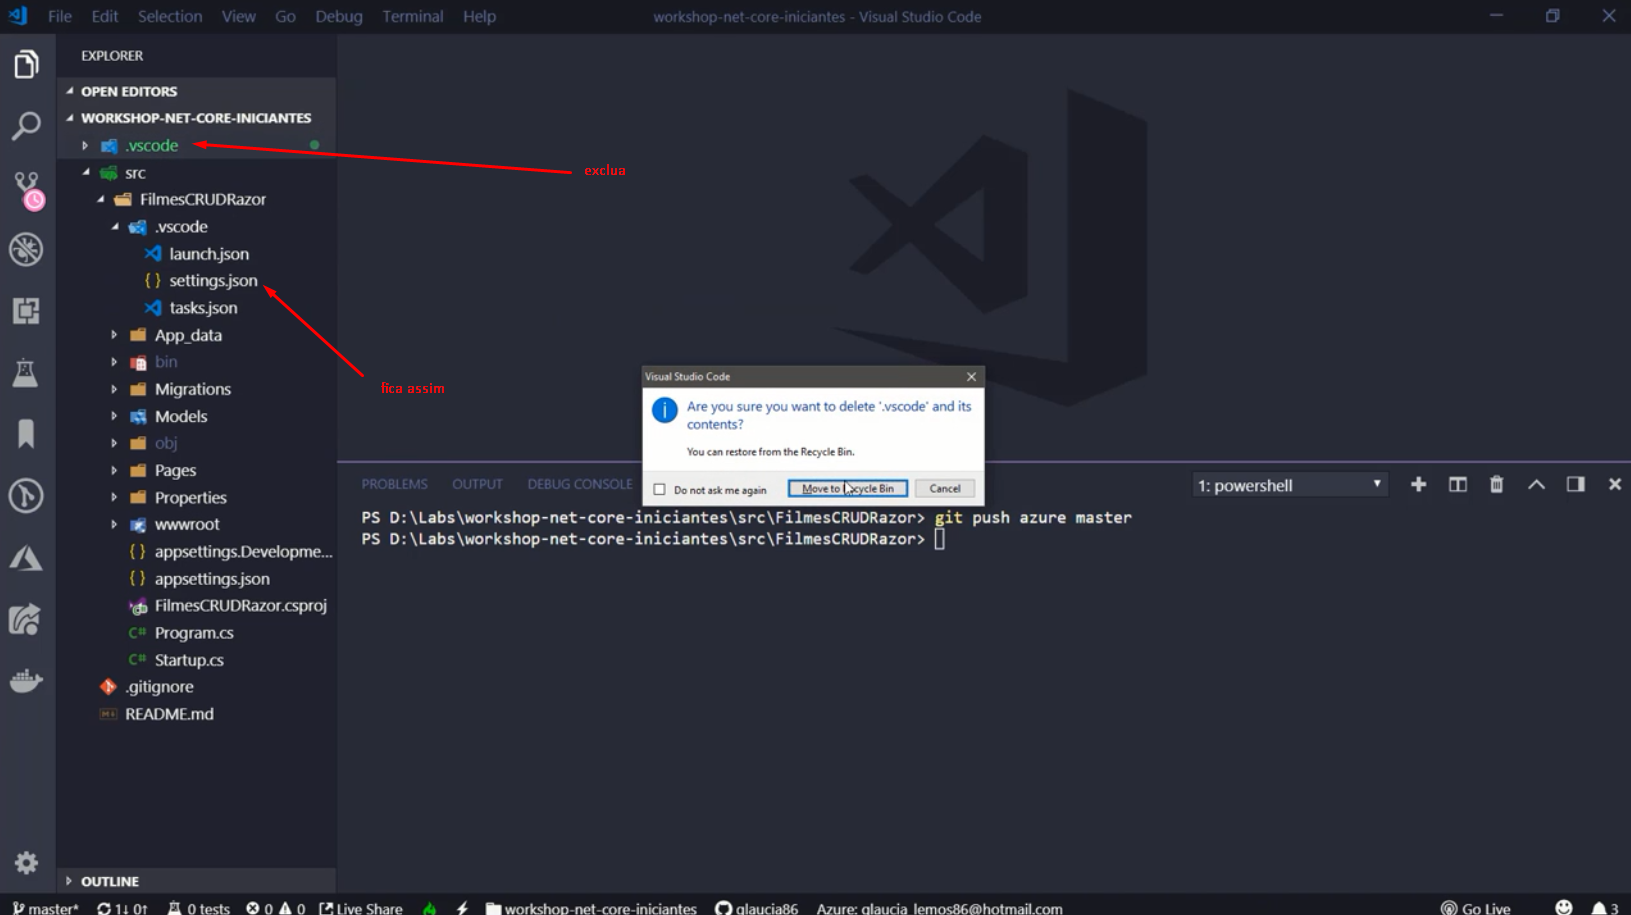 File Edit Selection View Go Debug Terminal Help
workshop-net-core-iniciantes - Visual Studio Code
EXPLORER
OPEN EDITORS
WORKSHOP-NET-CORE-INICIANTES
.vscode
exclua
src
FilmesCRUDRazor
.vscode
launch.json
settings.json
tasks.json
fica assim
App_data
bin
Migrations
Models
obj
Pages
Properties
wwwroot
appsettings.Developme...
appsettings.json
FilmesCRUDRazor.csproj
Program.cs
Startup.cs
.gitignore
README.md
OUTLINE
Visual Studio Code
Are you sure you want to delete '.vscode' and its
contents?
You can restore from the Recycle Bin.
Do not ask me again
Move to Recycle Bin
Cancel
PROBLEMS OUTPUT DEBUG CONSOLE
1: powershell
PS D:\Labs\workshop-net-core-iniciantes\src\FilmesCRUDRazor> git push azure master
PS D:\Labs\workshop-net-core-iniciantes\src\FilmesCRUDRazor>
master* 1↓ 0↑ 0 tests 0 0 Live Share workshop-net-core-iniciantes glaucia86 Azure: glaucia_lemos86@hotmail.com Go Live 3